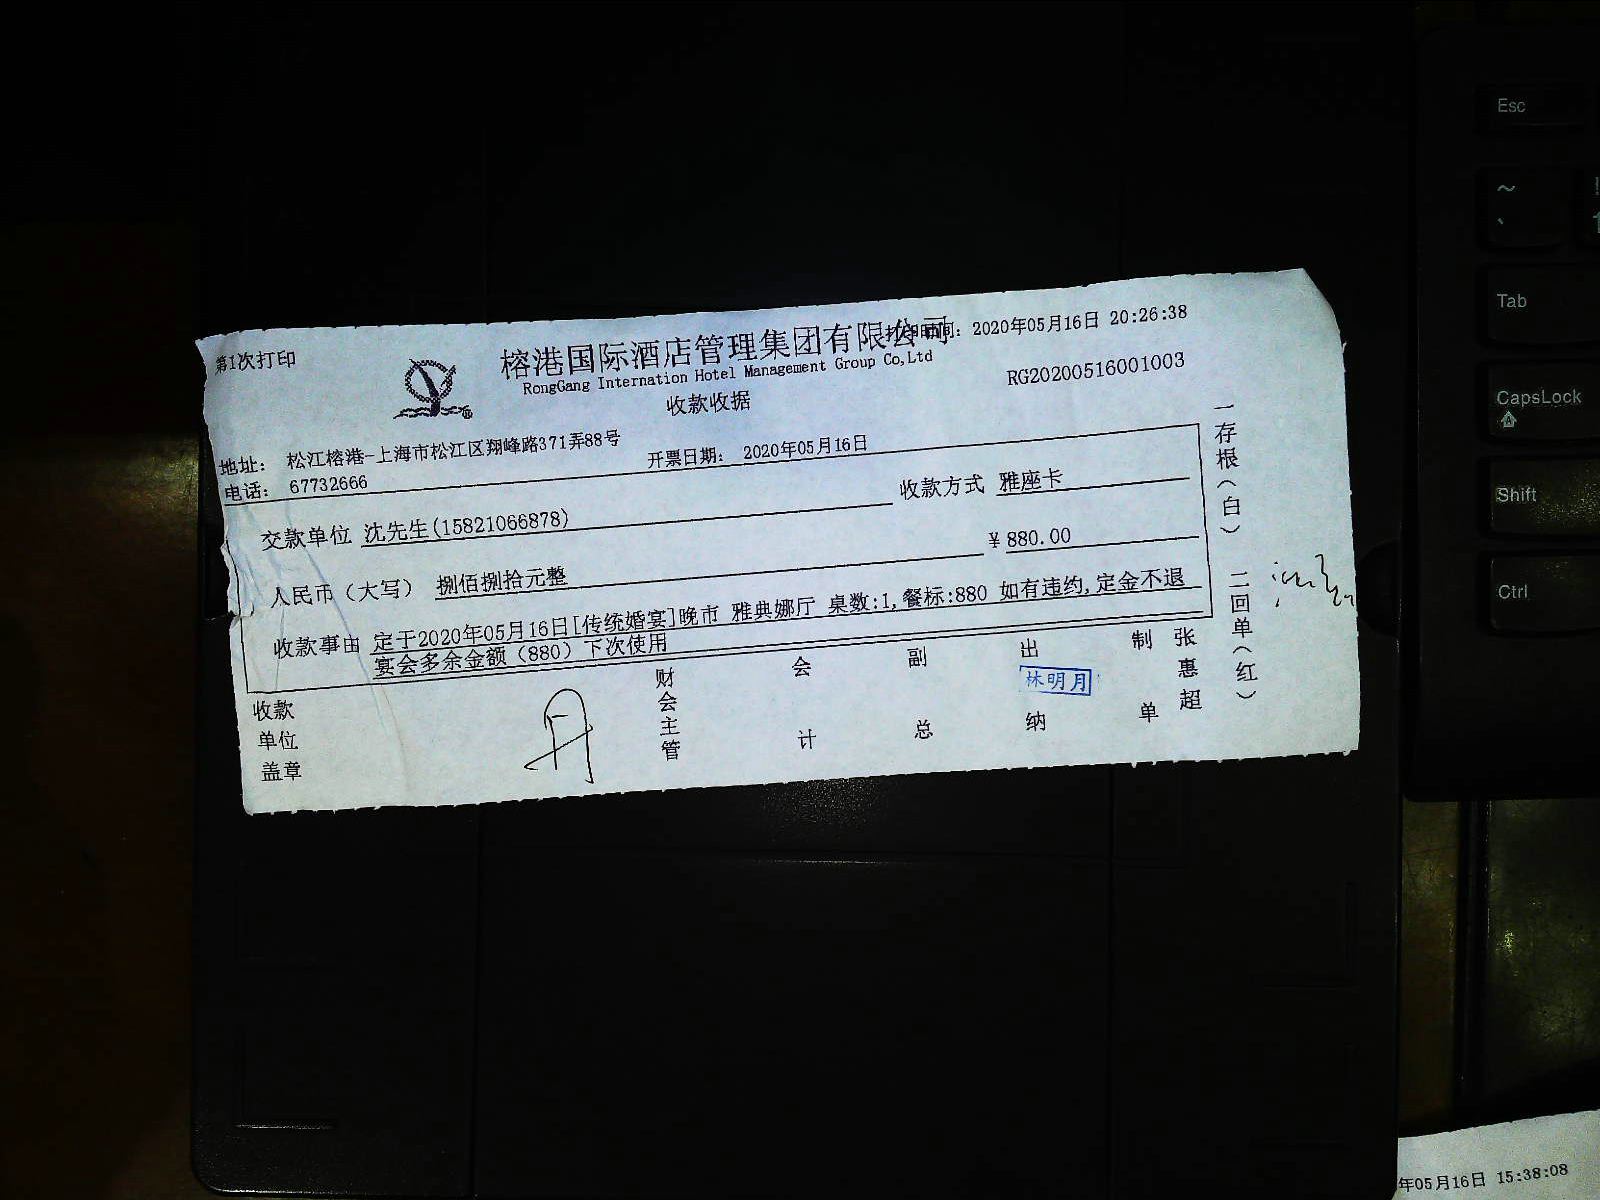 第1次打印
榕港国际酒店管理集团有限公司
打印时间: 2020年05月16日 20:26:38
RongGang Internation Hotel Management Group Co,Ltd
收款收据
RG20200516001003
地址: 松江榕港-上海市松江区翔峰路371弄88号
电话: 67732666
开票日期: 2020年05月16日
交款单位 沈先生(15821066878)
收款方式 雅座卡
人民币(大写) 捌佰捌拾元整
¥880.00
收款事由 定于2020年05月16日[传统婚宴]晚市 雅典娜厅 桌数:1,餐标:880 如有违约,定金不退
宴会多余金额(880)下次使用
收款单位盖章
财会主管
会计
副总
出纳
林明月
制单
张惠超
一存根(白)
二回单(红)
Esc
~
Tab
CapsLock
Shift
Ctrl
年05月16日 15:38:08